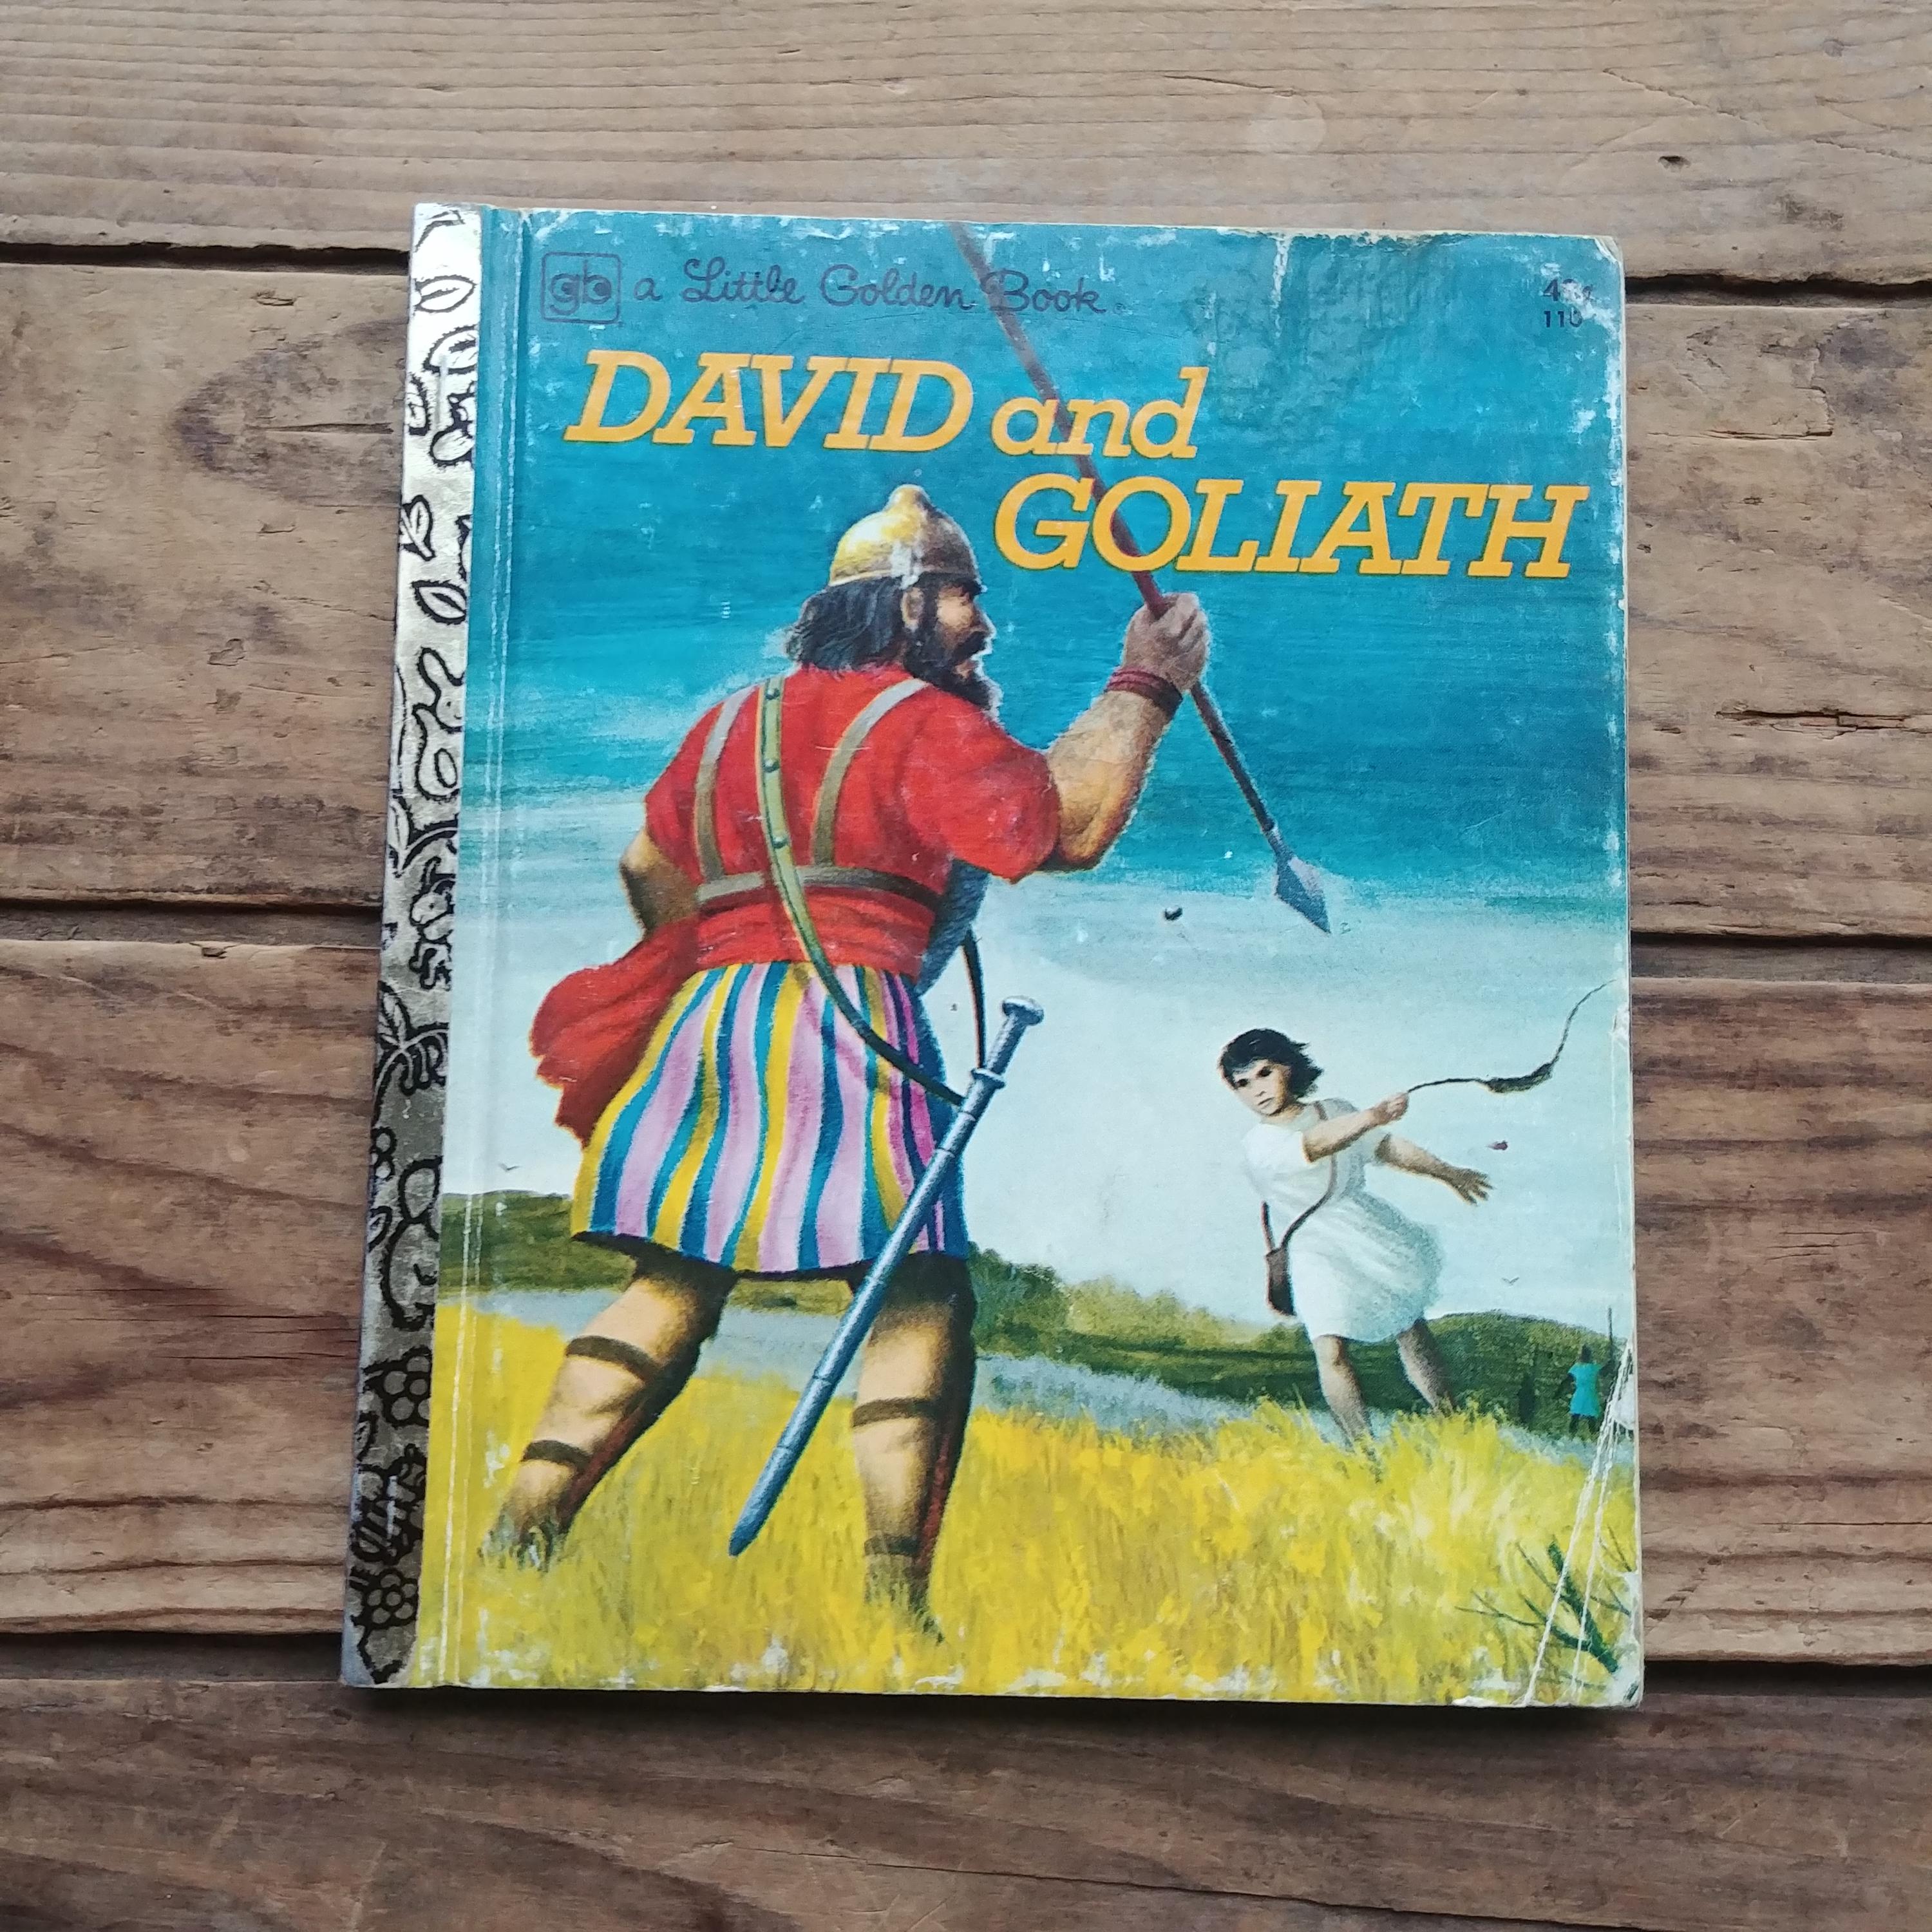 gb a Little Golden Book
DAVID and
GOLIATH